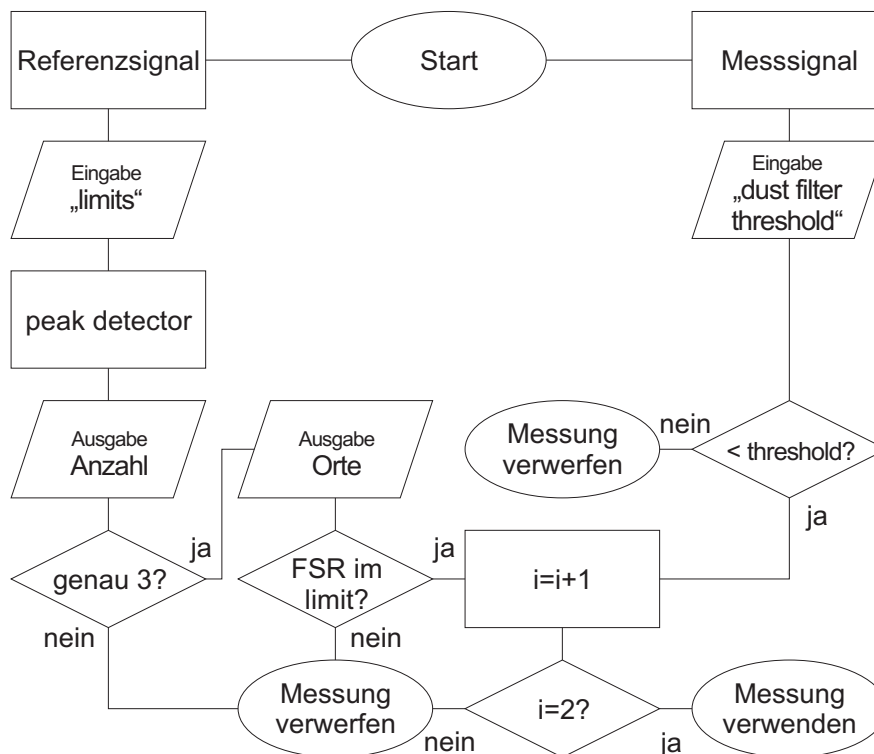 Referenzsignal
Start
Messsignal
Eingabe
„limits“
Eingabe
„dust filter
threshold“
peak detector
Ausgabe
Anzahl
Ausgabe
Orte
Messung
verwerfen
nein
< threshold?
ja
genau 3?
ja
nein
FSR im
limit?
ja
nein
i=i+1
Messung
verwerfen
nein
i=2?
ja
Messung
verwenden